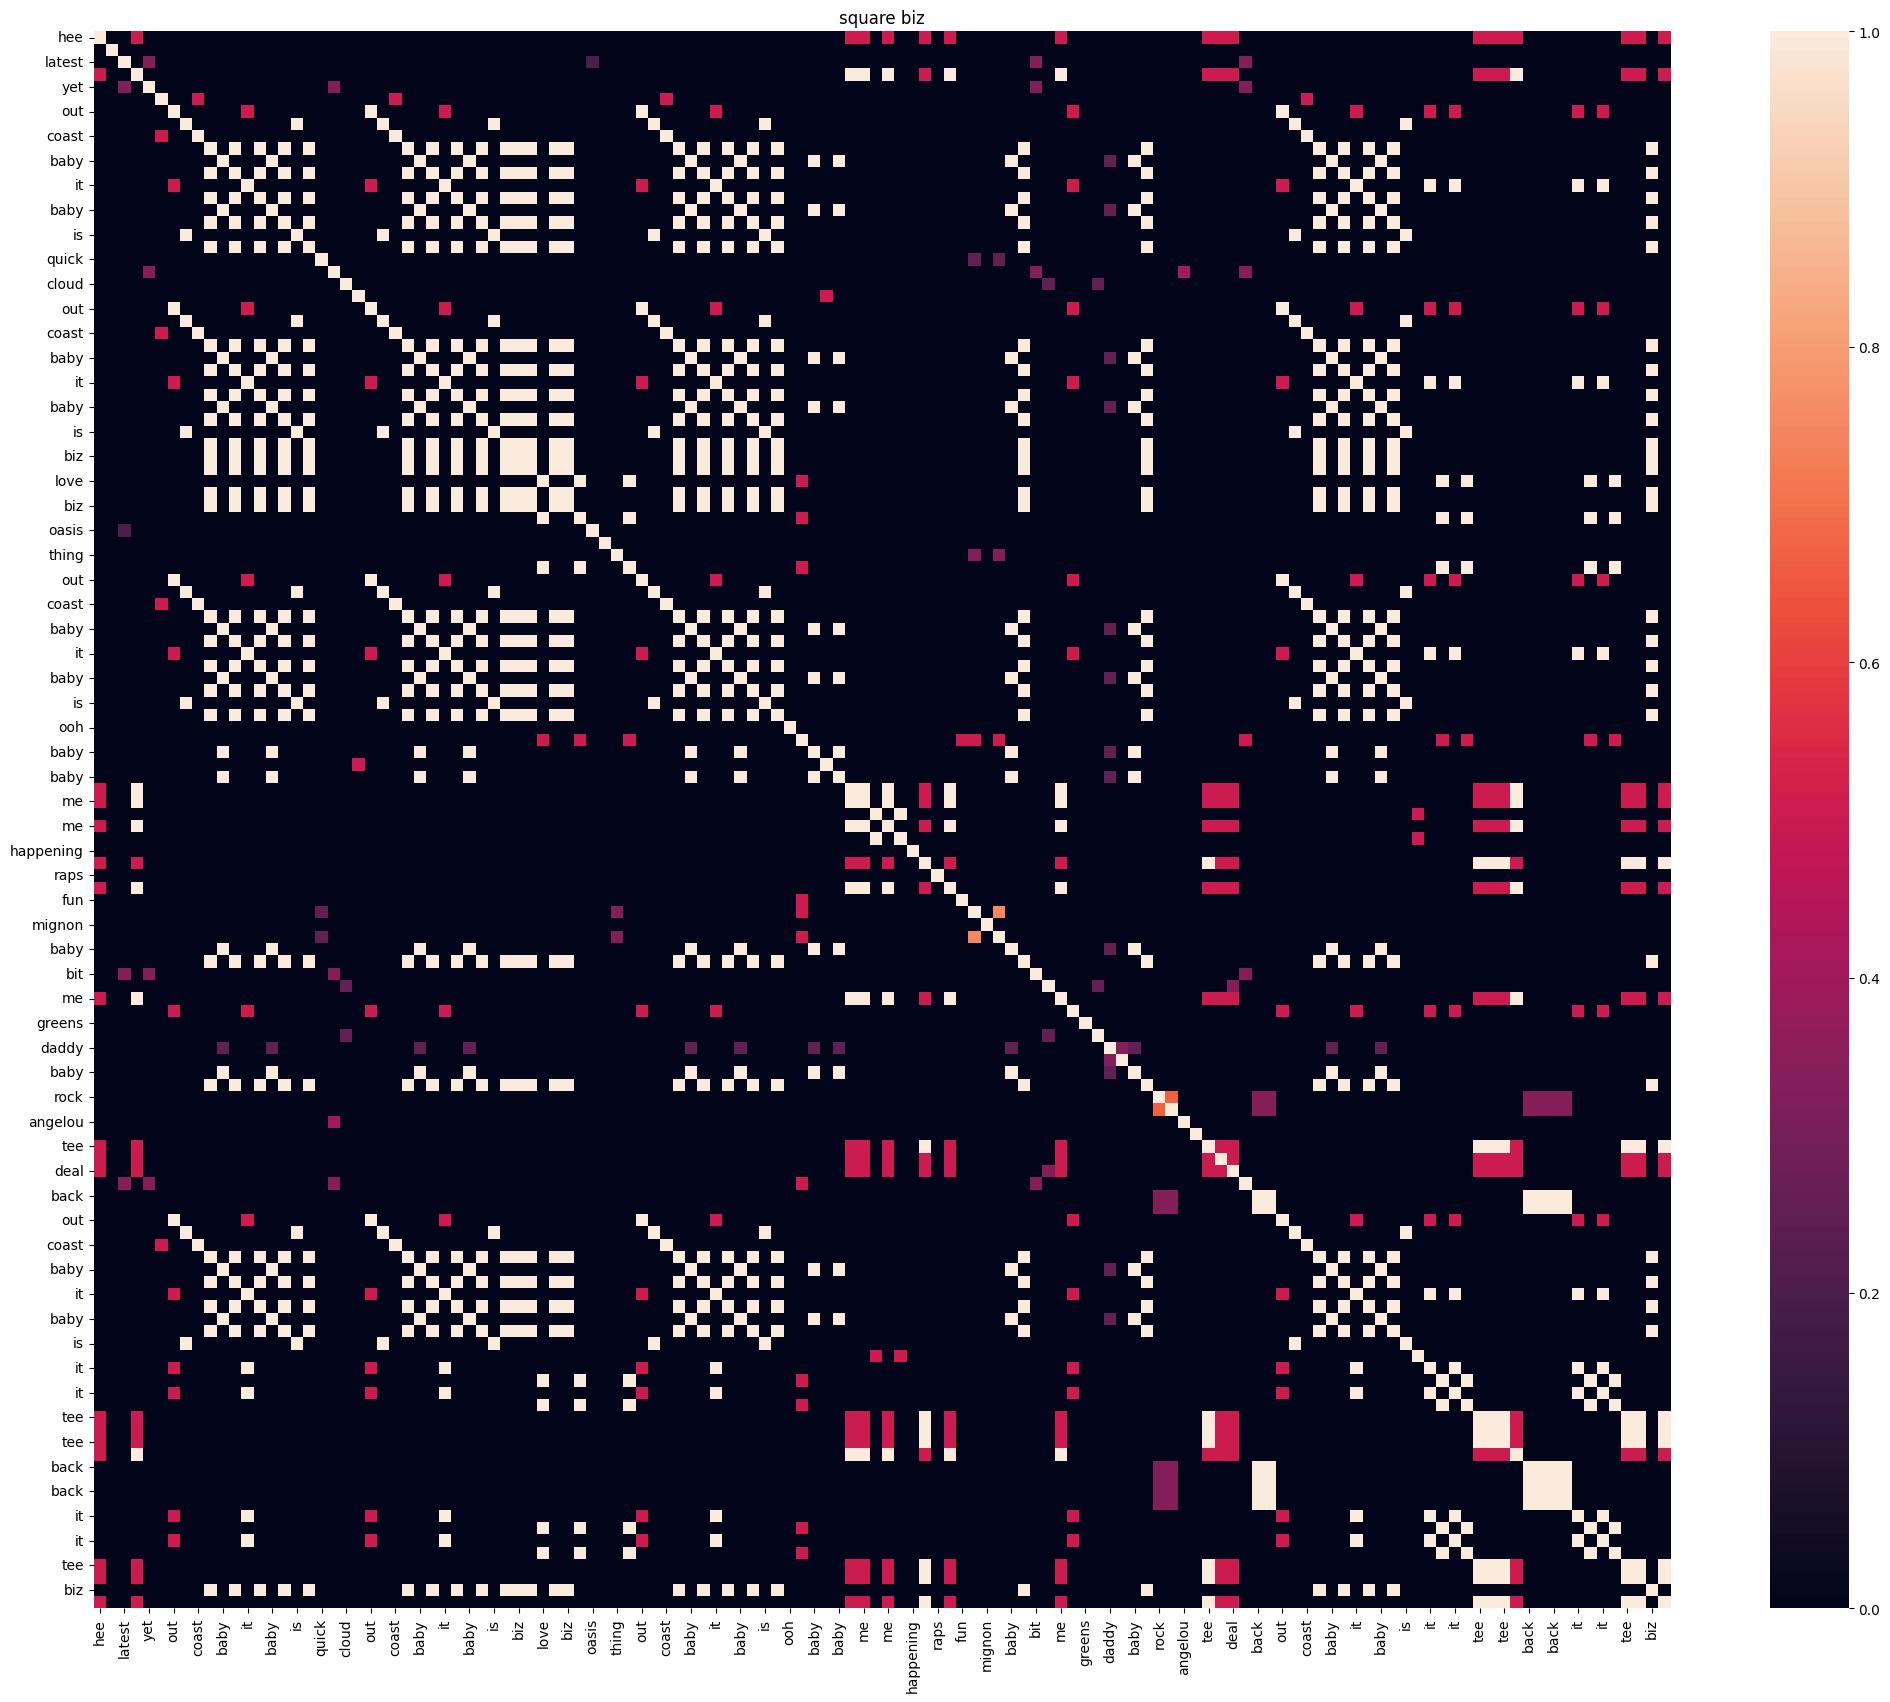 square biz
hee
latest
yet
out
coast
baby
it
baby
is
quick
cloud
out
coast
baby
it
baby
is
biz
love
biz
oasis
thing
out
coast
baby
it
baby
is
ooh
baby
baby
me
me
happening
raps
fun
mignon
baby
bit
me
greens
daddy
baby
rock
angelou
tee
deal
back
out
coast
baby
it
baby
is
it
it
tee
tee
back
back
it
it
tee
biz
1.0
0.8
0.6
0.4
0.2
0.0
hee latest yet out coast baby it baby is quick cloud out coast baby it baby is biz love biz oasis thing out coast baby it baby is ooh baby baby me me happening raps fun mignon baby bit me greens daddy baby rock angelou tee deal back out coast baby it baby is it it tee tee back back it it tee biz